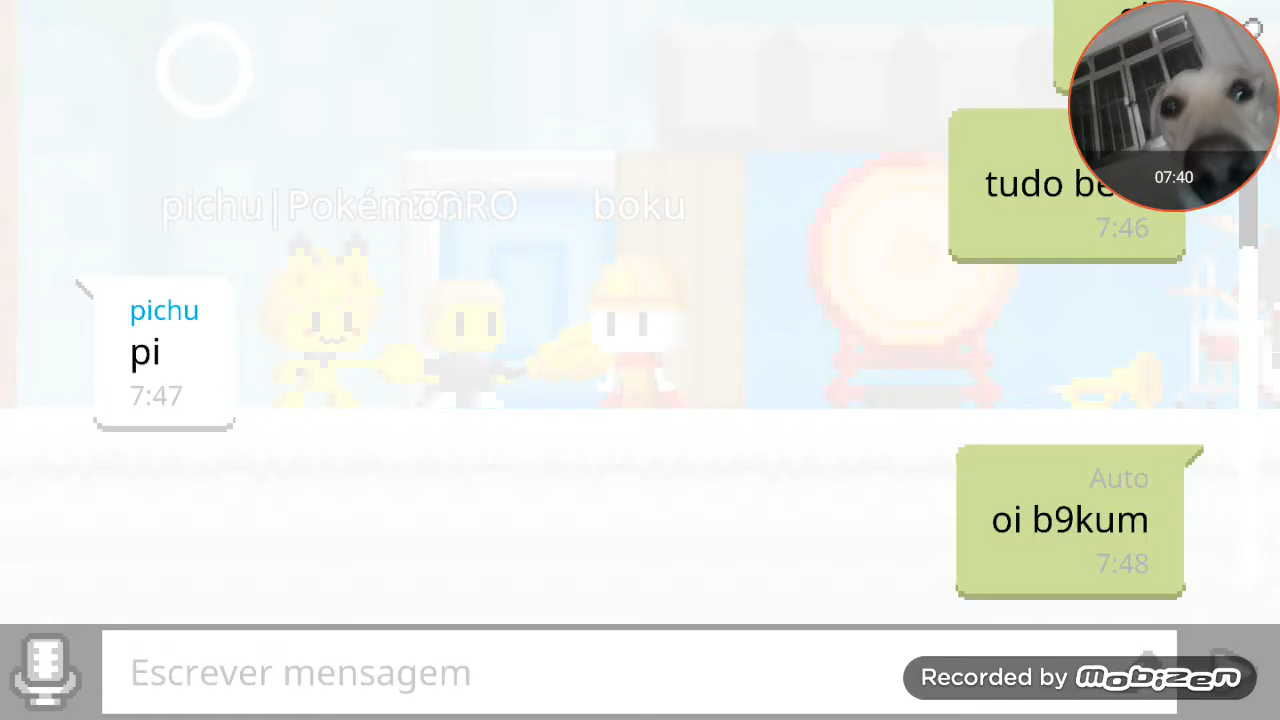 07:40
tudo be
7:46
pichu|Pokémon
boku
pichu
pi
7:47
Auto
oi b9kum
7:48
Escrever mensagem
Recorded by mobizen